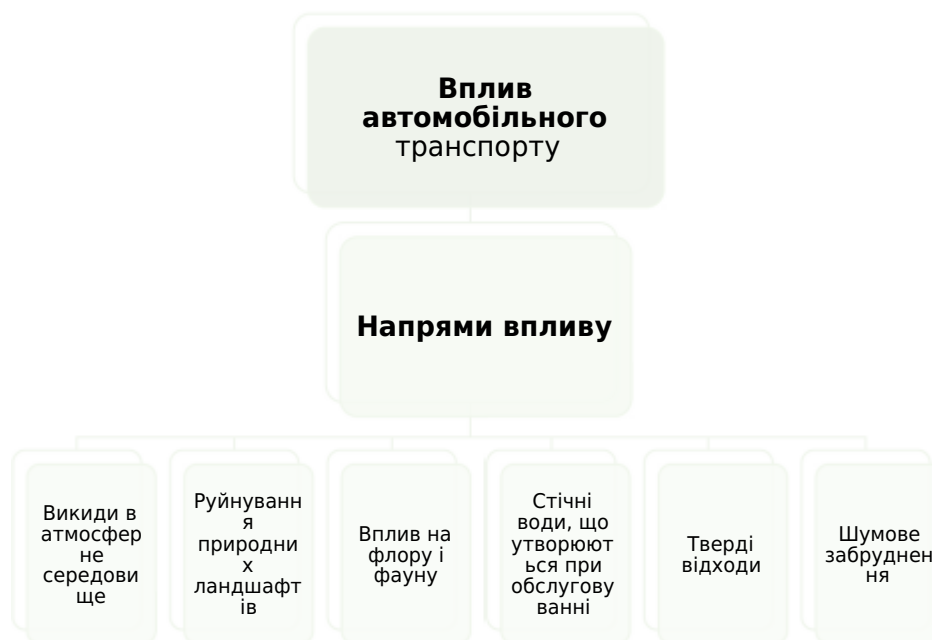 Вплив
автомобільного
транспорту
Напрями впливу
Викиди в
атмосфер
не
середови
ще
Руйнуванн
я
природни
х
ландшафт
ів
Вплив на
флору і
фауну
Стічні
води, що
утворюют
ься при
обслугову
ванні
Тверді
відходи
Шумове
забруднен
ня